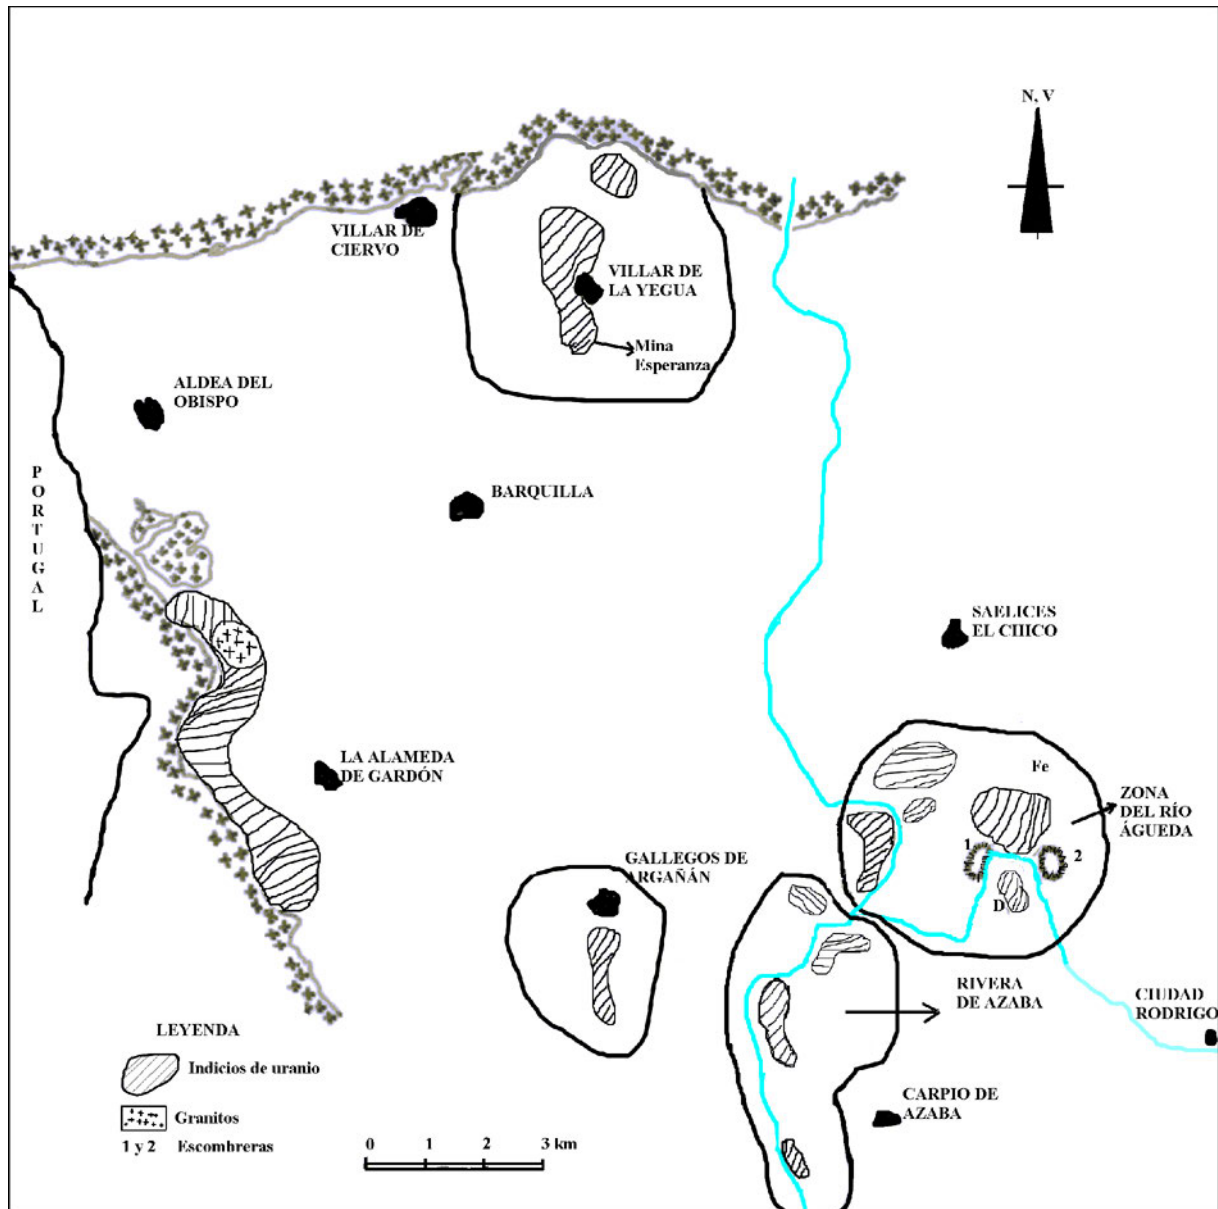 N, V
VILLAR DE
CIERVO
VILLAR DE
LA YEGUA
Mina
Esperanza
ALDEA DEL
OBISPO
PORTUGAL
BARQUILLA
SAELICES
EL CHICO
LA ALAMEDA
DE GARDÓN
Fe
ZONA
DEL RÍO
ÁGUEDA
1
2
D
GALLEGOS DE
ARGAÑÁN
RIVERA
DE AZABA
CIUDAD
RODRIGO
CARPIO DE
AZABA
LEYENDA
Indicios de uranio
Granitos
1 y 2 Escombreras
0 1 2 3 km